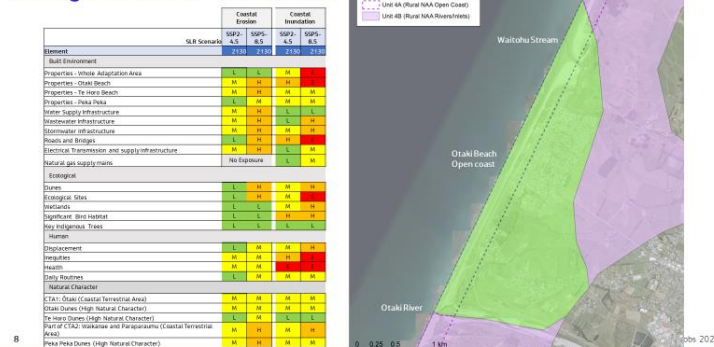 Coastal Erosion Coastal Inundation
SLR Scenario SSP2-4.5 SSP5-8.5 SSP2-4.5 SSP5-8.5
Element 2130 2130 2130 2130
Built Environment
Properties - Whole Adaptation Area L L M
Properties - Otaki Beach M H H
Properties - Te Horo Beach M H M M
Properties - Peka Peka L M M M
Water Supply Infrastructure M H L L
Wastewater Infrastructure M H L H
Stormwater Infrastructure M H M H
Roads and Bridges L H H
Electrical Transmission and supply infrastructure M H L M
Natural gas supply mains No Exposure L M
Ecological
Dunes L H M H
Ecological Sites L H M
Wetlands L L M H
Significant Bird Habitat L L H H
Key Indigenous Trees L L L L
Human
Displacement L M M H
Inequities M M H
Health M M
Daily Routines L M M M
Natural Character
CTA1: Ōtaki (Coastal Terrestrial Area) M M M M
Otaki Dunes (High Natural Character) M M M M
Te Horo Dunes (High Natural Character) L M L M
Part of CTA2: Waikanae and Paraparaumu (Coastal Terrestrial Area) M H M M
Peka Peka Dunes (High Natural Character) M H M M
8
Unit 4A (Rural NAA Open Coast)
Unit 4B (Rural NAA Rivers/Inlets)
Waitohu Stream
Otaki Beach
Open coast
Otaki River
0 0.25 0.5 1 km
obs 202